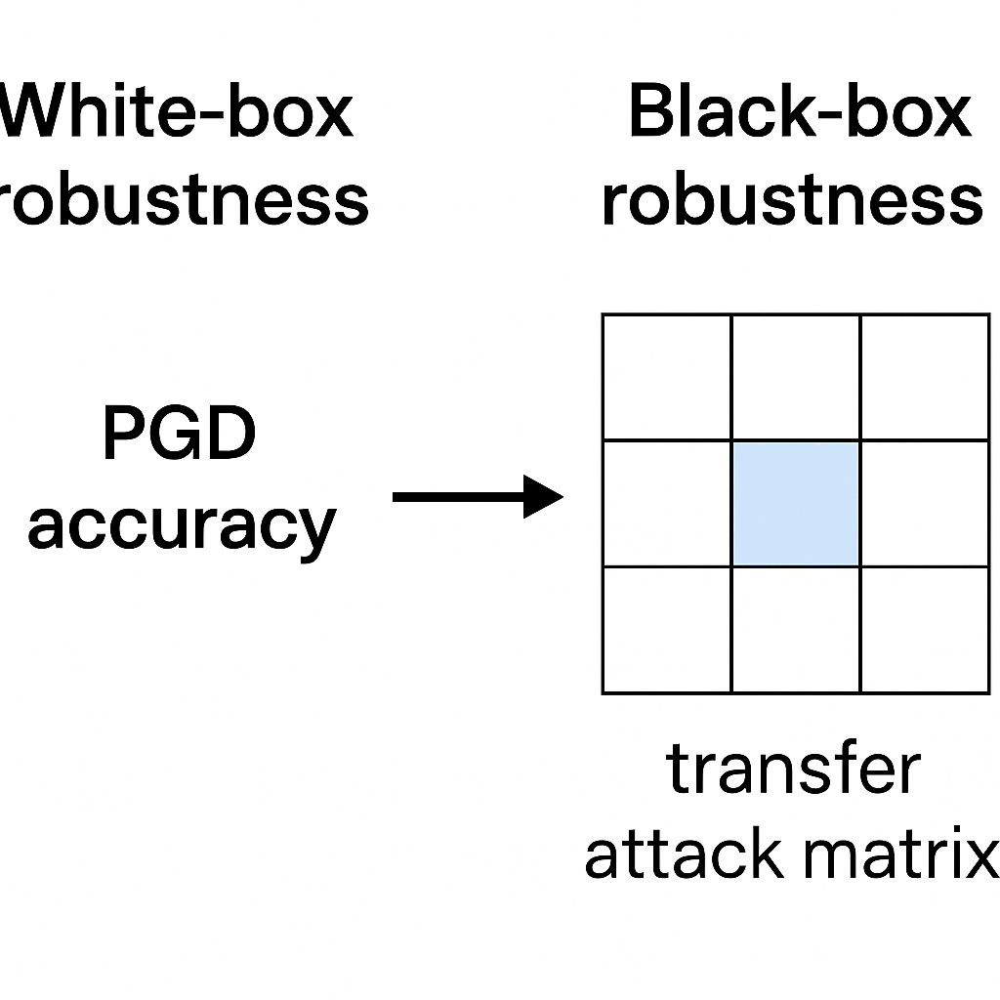 White-box
robustness
Black-box
robustness
PGD
accuracy
transfer
attack matrix